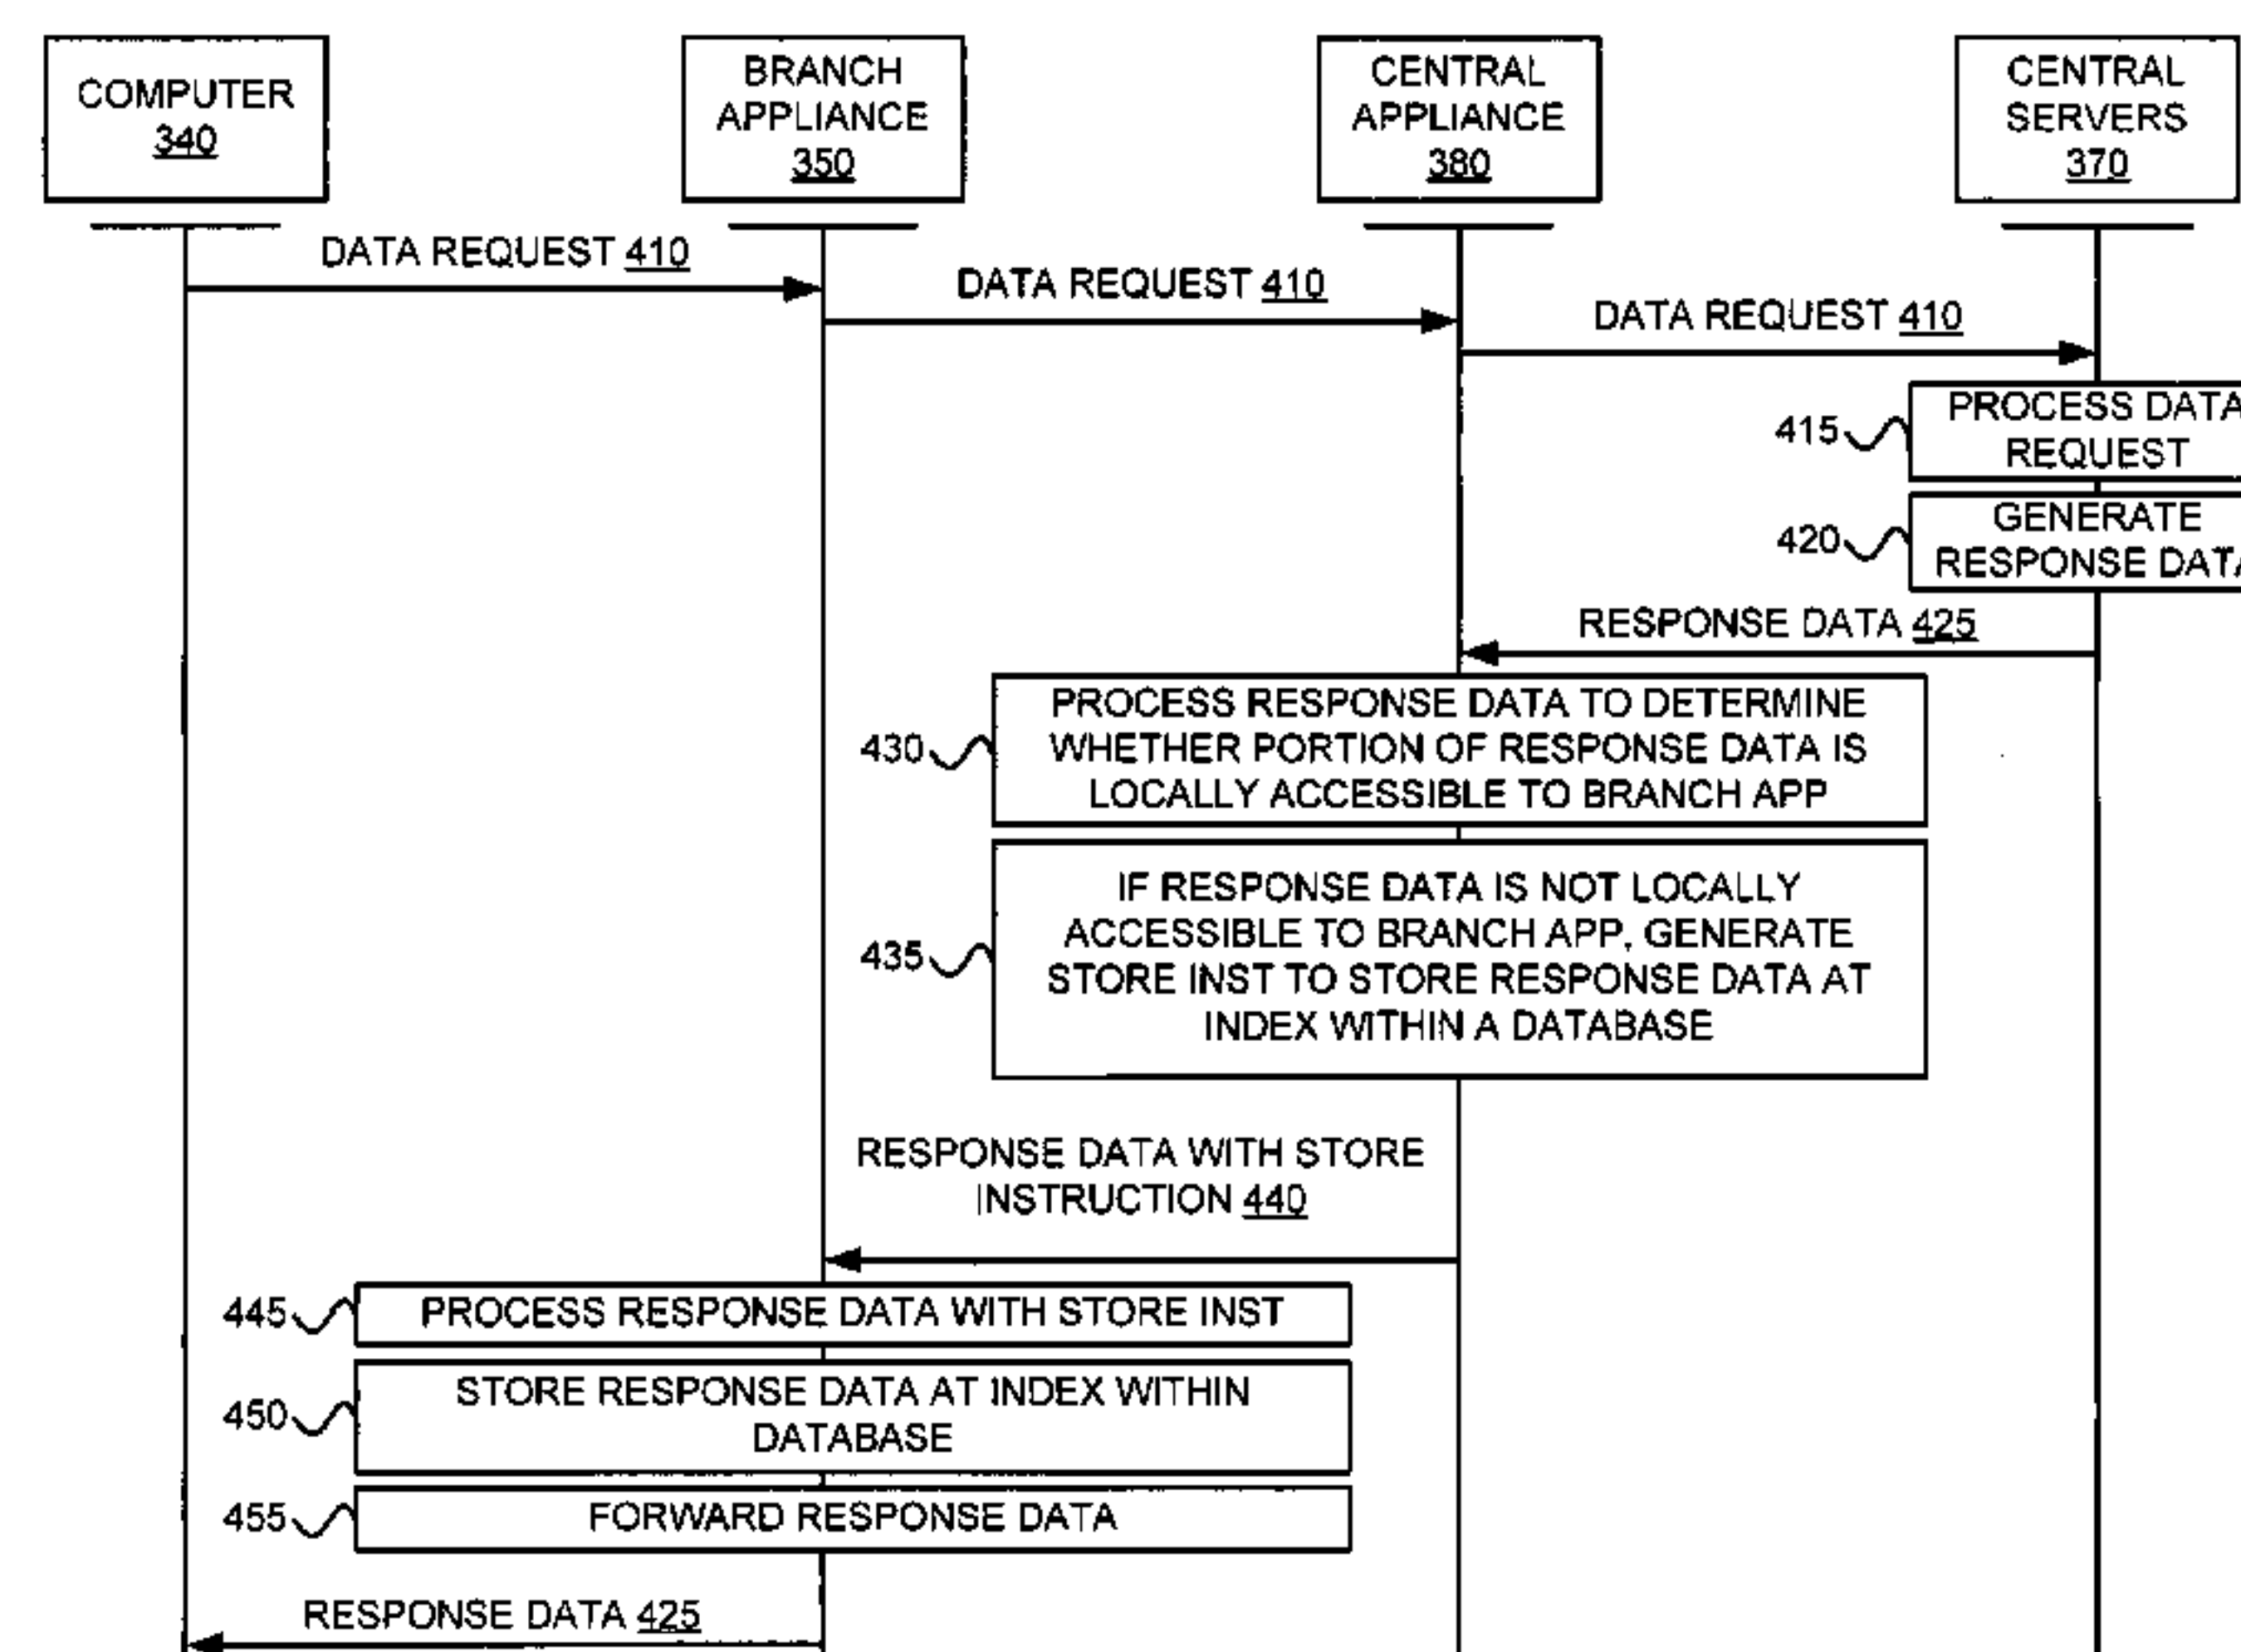 COMPUTER
340
BRANCH
APPLIANCE
350
CENTRAL
APPLIANCE
380
CENTRAL
SERVERS
370
DATA REQUEST 410
DATA REQUEST 410
DATA REQUEST 410
415
PROCESS DATA
REQUEST
420
GENERATE
RESPONSE DATA
RESPONSE DATA 425
430
PROCESS RESPONSE DATA TO DETERMINE
WHETHER PORTION OF RESPONSE DATA IS
LOCALLY ACCESSIBLE TO BRANCH APP
435
IF RESPONSE DATA IS NOT LOCALLY
ACCESSIBLE TO BRANCH APP, GENERATE
STORE INST TO STORE RESPONSE DATA AT
INDEX WITHIN A DATABASE
RESPONSE DATA WITH STORE
INSTRUCTION 440
445
PROCESS RESPONSE DATA WITH STORE INST
450
STORE RESPONSE DATA AT INDEX WITHIN
DATABASE
455
FORWARD RESPONSE DATA
RESPONSE DATA 425